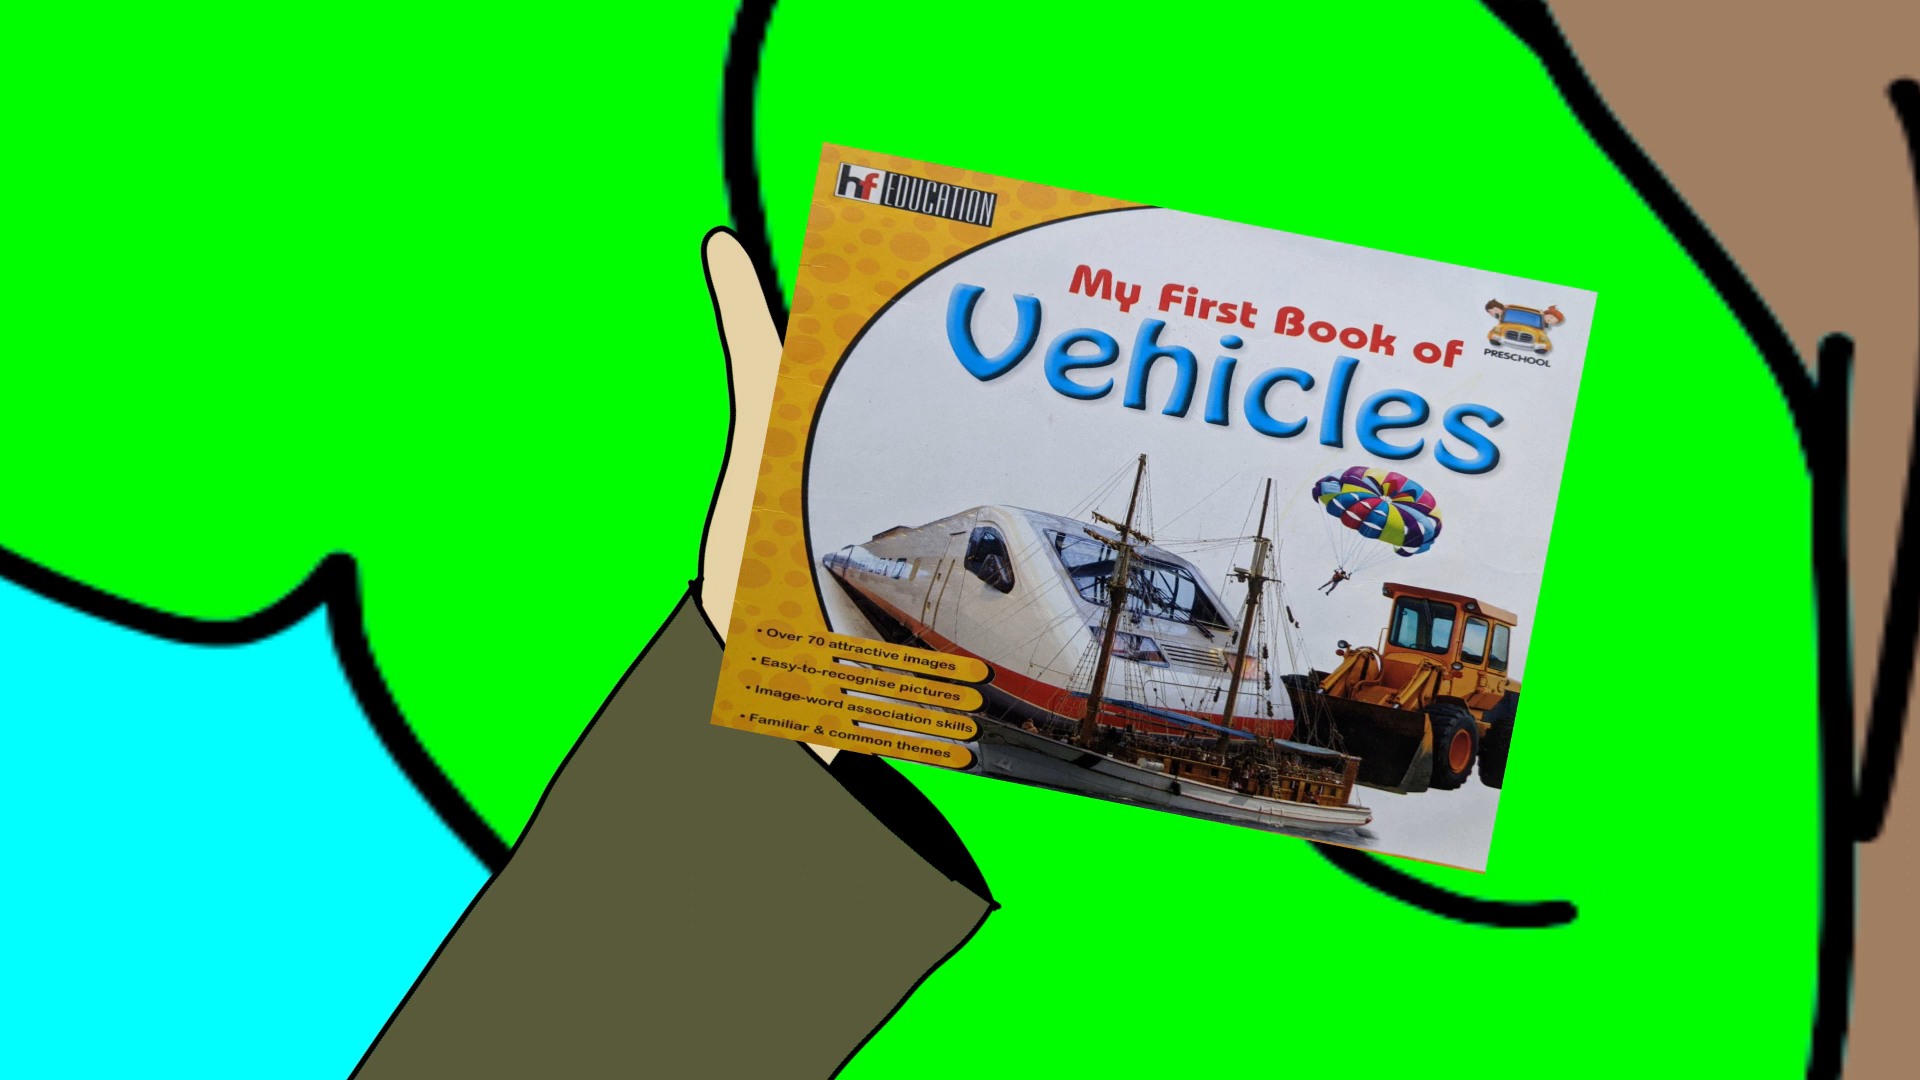 hf EDUCATION
My First Book of
Vehicles
PRESCHOOL
• Over 70 attractive images
• Easy-to-recognise pictures
• Image-word association skills
• Familiar & common themes